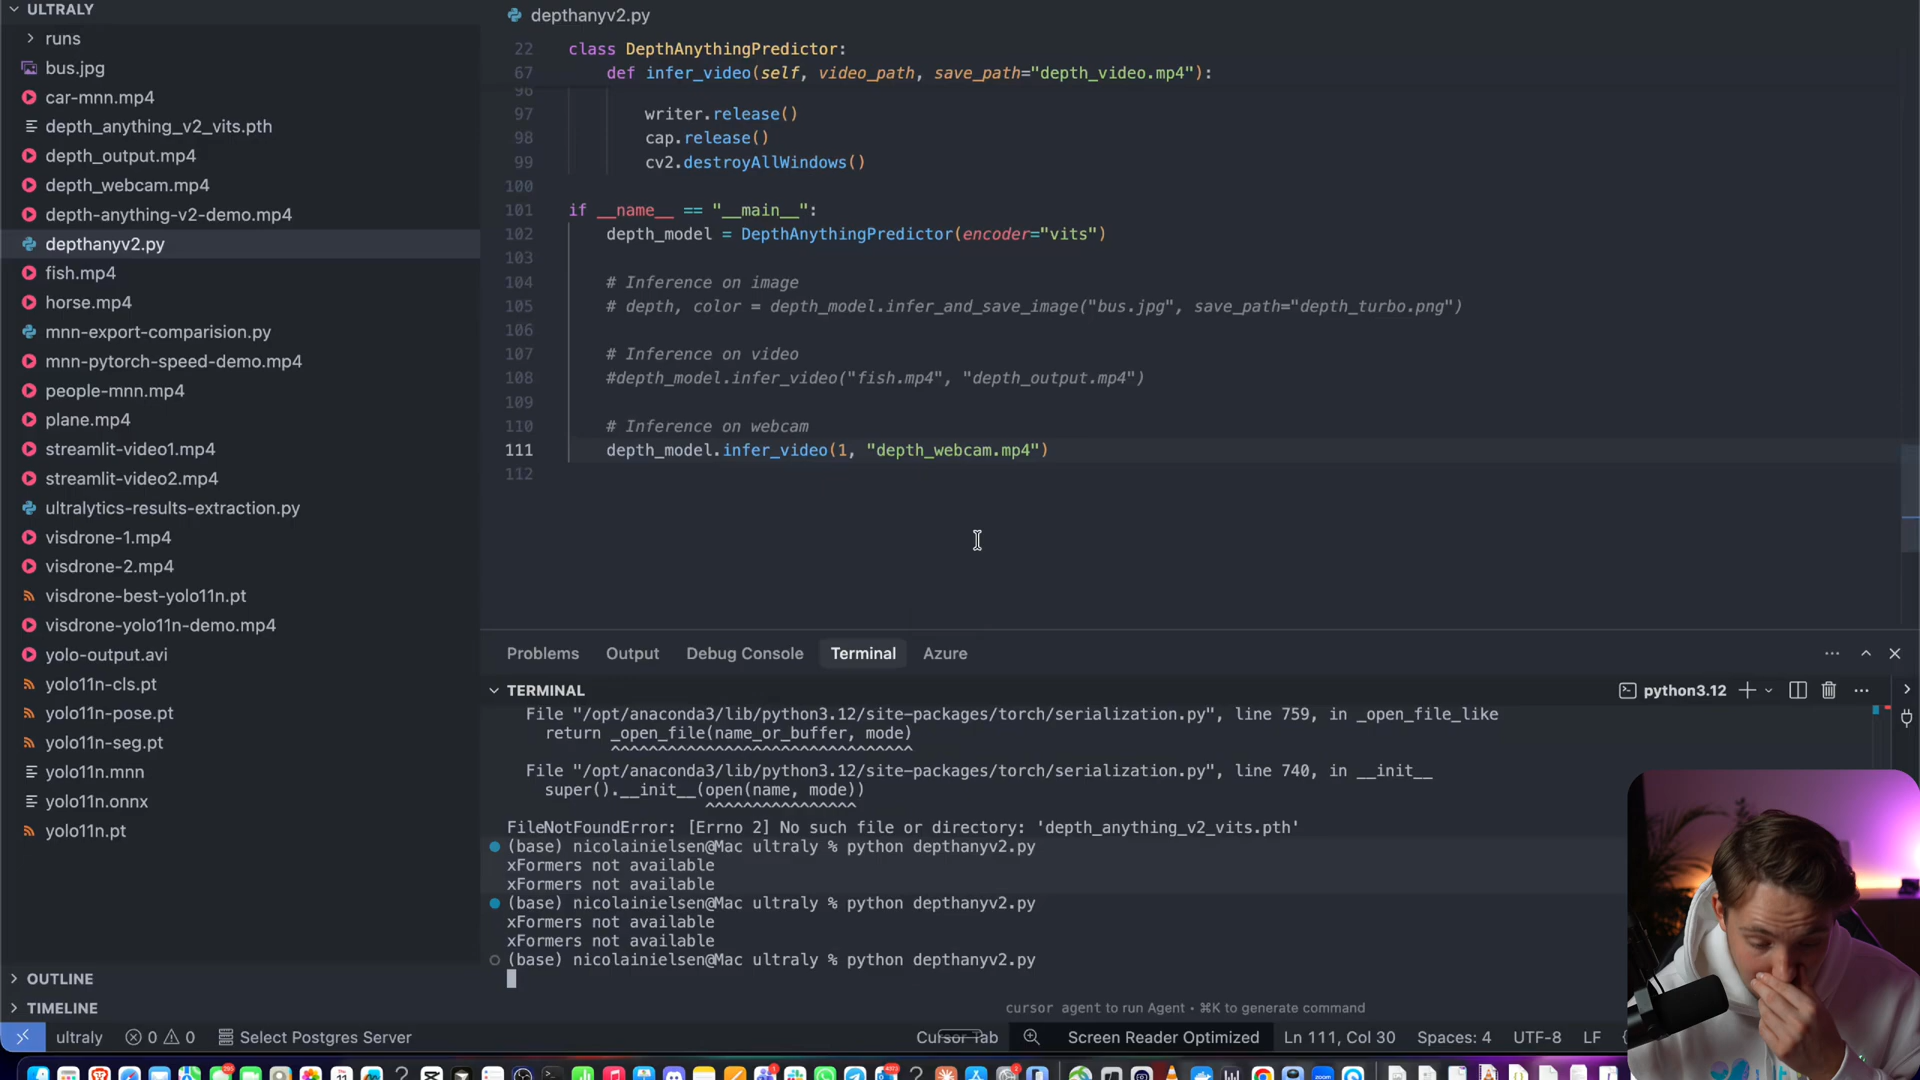 ULTRALY
runs
bus.jpg
car-mnn.mp4
depth_anything_v2_vits.pth
depth_output.mp4
depth_webcam.mp4
depth-anything-v2-demo.mp4
depthanyv2.py
fish.mp4
horse.mp4
mnn-export-comparision.py
mnn-pytorch-speed-demo.mp4
people-mnn.mp4
plane.mp4
streamlit-video1.mp4
streamlit-video2.mp4
ultralytics-results-extraction.py
visdrone-1.mp4
visdrone-2.mp4
visdrone-best-yolo11n.pt
visdrone-yolo11n-demo.mp4
yolo-output.avi
yolo11n-cls.pt
yolo11n-pose.pt
yolo11n-seg.pt
yolo11n.mnn
yolo11n.onnx
yolo11n.pt
OUTLINE
TIMELINE
depthanyv2.py
22 class DepthAnythingPredictor:
67 def infer_video(self, video_path, save_path="depth_video.mp4"):
96
97 writer.release()
98 cap.release()
99 cv2.destroyAllWindows()
100
101 if __name__ == "__main__":
102 depth_model = DepthAnythingPredictor(encoder="vits")
103
104 # Inference on image
105 # depth, color = depth_model.infer_and_save_image("bus.jpg", save_path="depth_turbo.png")
106
107 # Inference on video
108 #depth_model.infer_video("fish.mp4", "depth_output.mp4")
109
110 # Inference on webcam
111 depth_model.infer_video(1, "depth_webcam.mp4")
112
Problems Output Debug Console Terminal Azure
TERMINAL python3.12
File "/opt/anaconda3/lib/python3.12/site-packages/torch/serialization.py", line 759, in _open_file_like
return _open_file(name_or_buffer, mode)
^^^^^^^^^^^^^^^^^^^^^^^^^^^^^^^^
File "/opt/anaconda3/lib/python3.12/site-packages/torch/serialization.py", line 740, in __init__
super().__init__(open(name, mode))
^^^^^^^^^^^^^^^^
FileNotFoundError: [Errno 2] No such file or directory: 'depth_anything_v2_vits.pth'
(base) nicolainielsen@Mac ultraly % python depthanyv2.py
xFormers not available
xFormers not available
(base) nicolainielsen@Mac ultraly % python depthanyv2.py
xFormers not available
xFormers not available
(base) nicolainielsen@Mac ultraly % python depthanyv2.py
cursor agent to run Agent · ⌘K to generate command
ultraly 0 0 Select Postgres Server Cursor Tab Screen Reader Optimized Ln 111, Col 30 Spaces: 4 UTF-8 LF